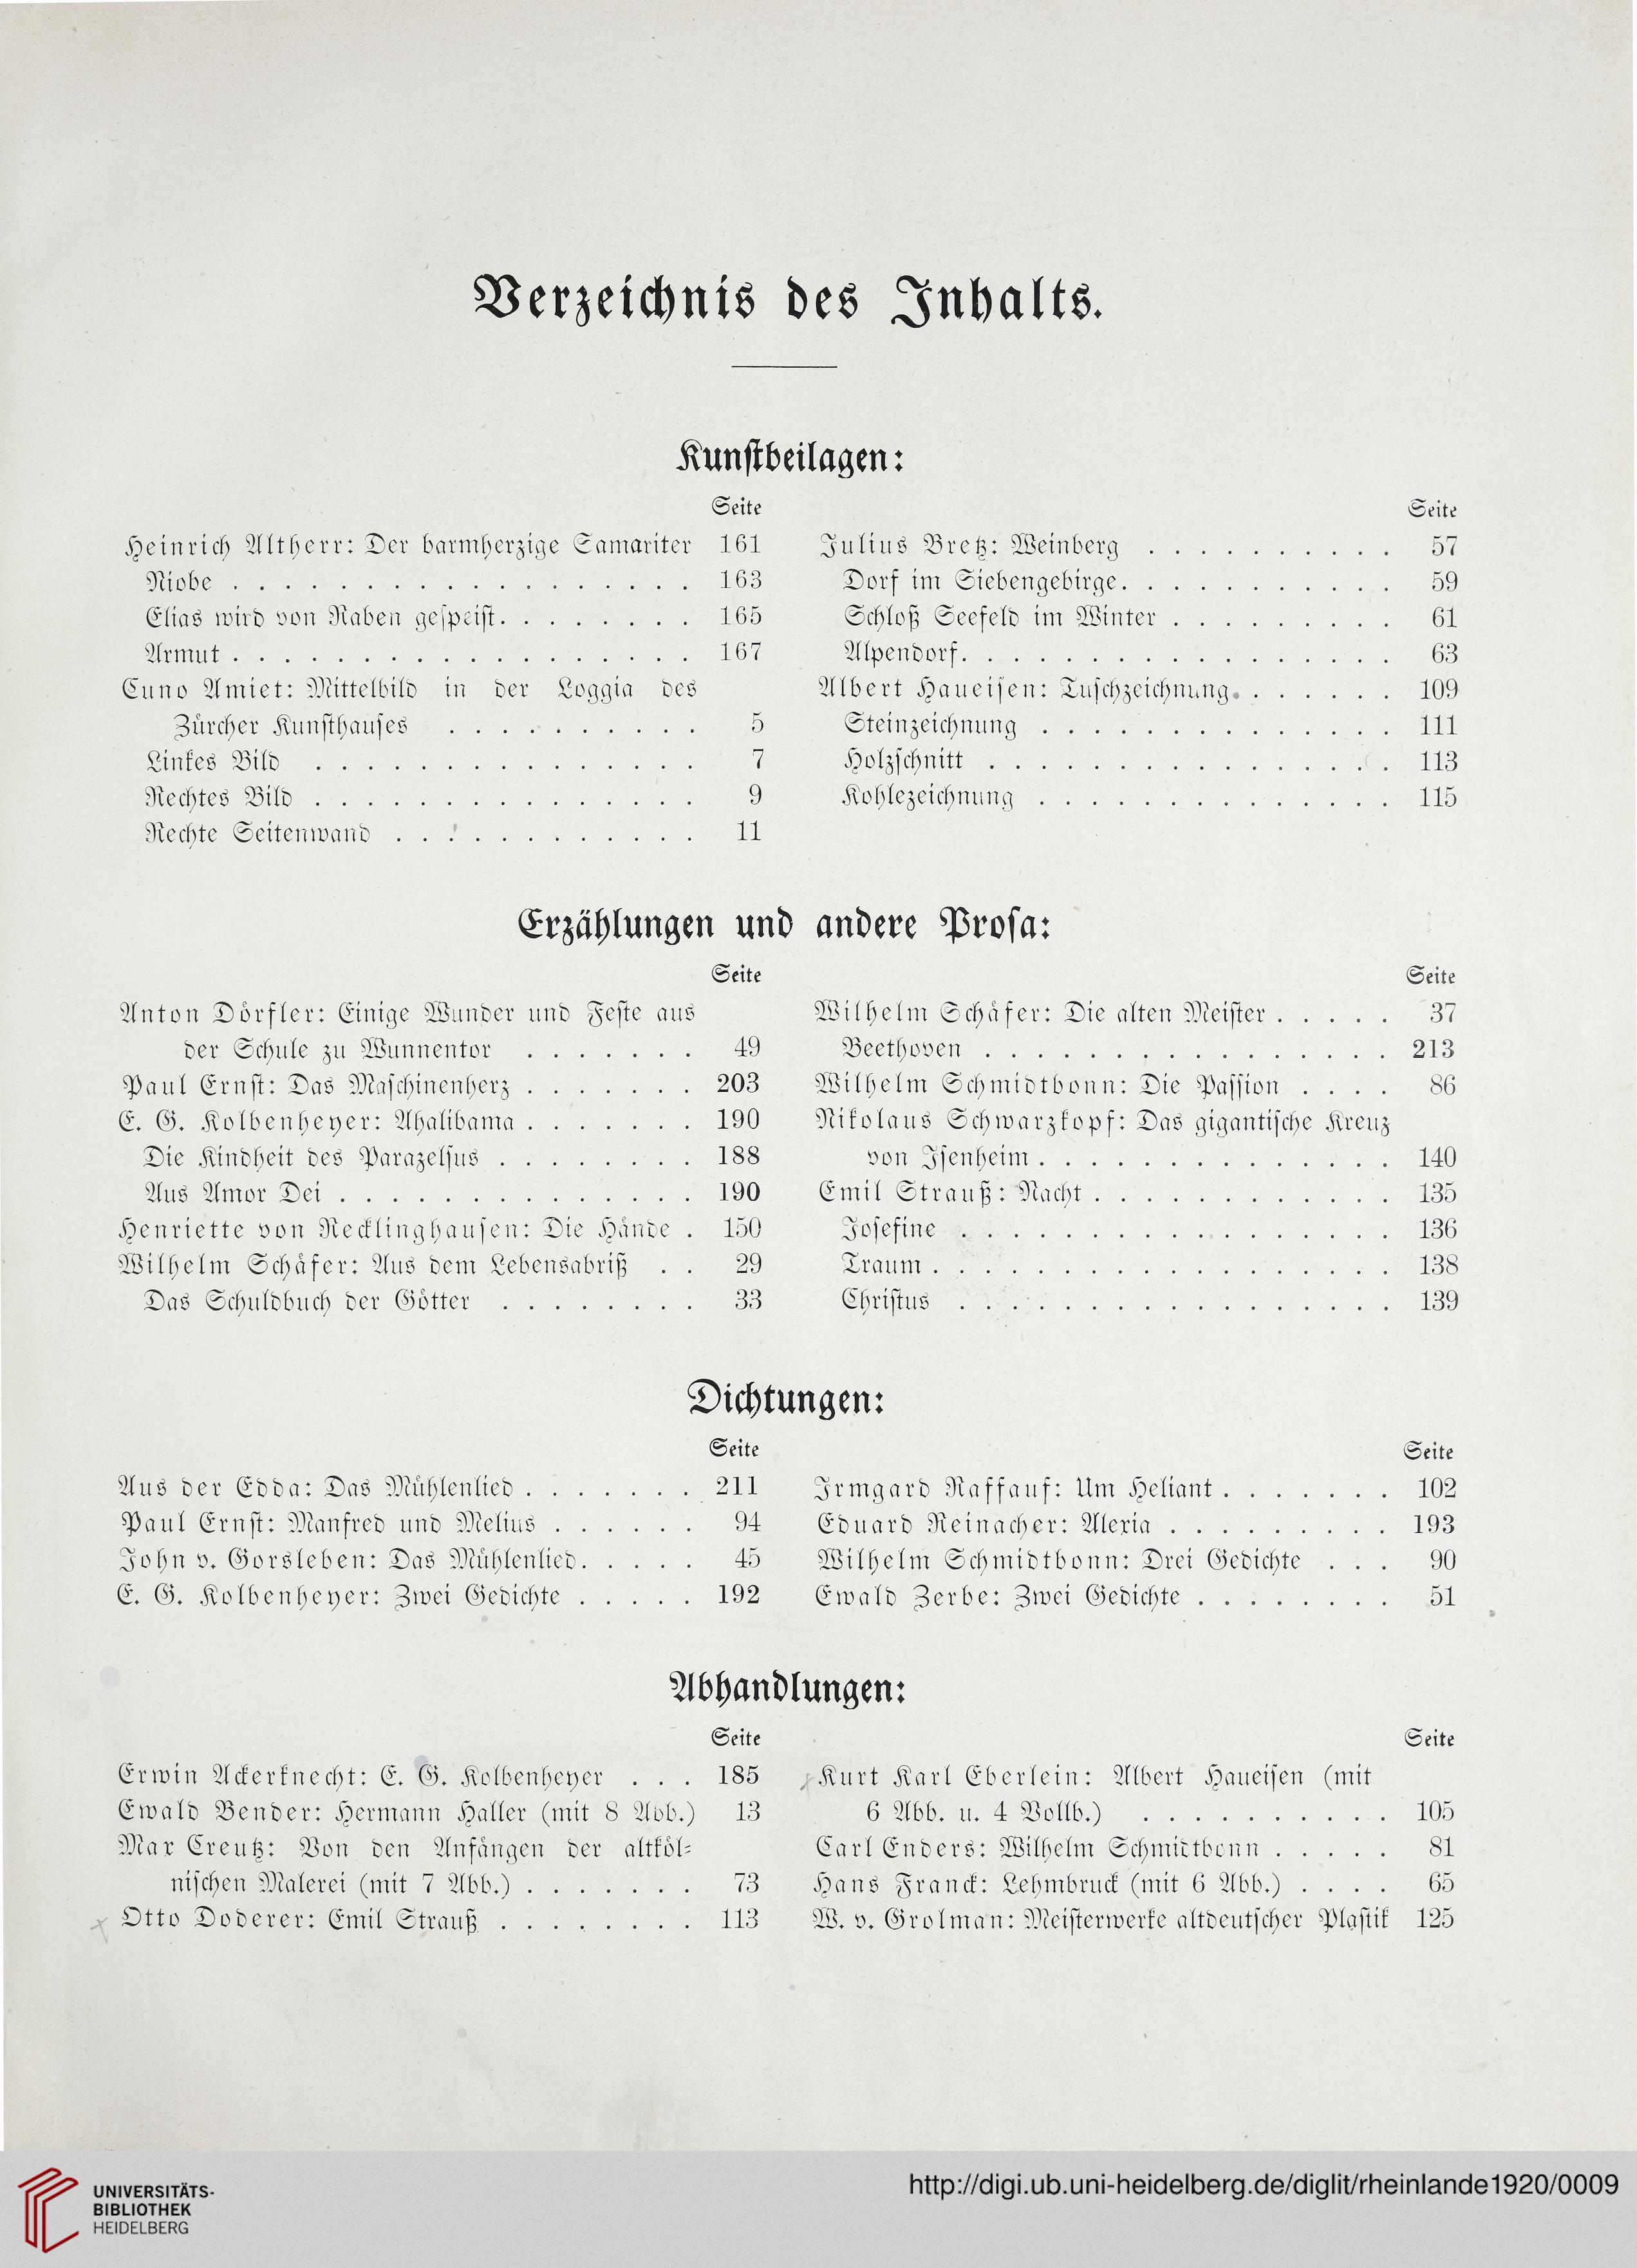 Verzeichnis des Inhalts.
Kunstbeilagen:
Seite
Heinrich Altherr: Der barmherzige Samariter 161
Niobe . . . . . . . . . . . . . . . . . . 163
Elias wird von Raben gespeist. . . . . . . . 165
Armut . . . . . . . . . . . . . . . . . . 167
Cuno Amiet: Mittelbild in der Loggia des
Zürcher Kunsthauses . . . . . . . . . . 5
Linkes Bild . . . . . . . . . . . . . . . 7
Rechtes Bild . . . . . . . . . . . . . . . 9
Rechte Seitenwand . . . . . . . . . . . . 11
Seite
Julius Bretz: Weinberg . . . . . . . . . . 57
Dorf im Siebengebirge. . . . . . . . . . . 59
Schloß Seefeld im Winter . . . . . . . . . 61
Alpendorf. . . . . . . . . . . . . . . . . 63
Albert Haueisen: Tuschzeichnung. . . . . . . 109
Steinzeichnung . . . . . . . . . . . . . . 111
Holzschnitt . . . . . . . . . . . . . . . . 113
Kohlezeichnung . . . . . . . . . . . . . . 115
Erzählungen und andere Prosa:
Seite
Anton Dörfler: Einige Wunder und Feste aus
der Schule zu Wunnentor . . . . . . . 49
Paul Ernst: Das Maschinenherz . . . . . . . 203
E. G. Kolbenheyer: Ahalibama . . . . . . . 190
Die Kindheit des Parazelsus . . . . . . . . 188
Aus Amor Dei . . . . . . . . . . . . . . 190
Henriette von Recklinghausen: Die Hände . 150
Wilhelm Schäfer: Aus dem Lebensabriß . . 29
Das Schuldbuch der Götter . . . . . . . . 33
Seite
Wilhelm Schäfer: Die alten Meister . . . . . 37
Beethoven . . . . . . . . . . . . . . . . 213
Wilhelm Schmidtbonn: Die Passion . . . . 86
Nikolaus Schwarzkopf: Das gigantische Kreuz
von Isenheim . . . . . . . . . . . . . . 140
Emil Strauß: Nacht . . . . . . . . . . . . 135
Josefine . . . . . . . . . . . . . . . . . 136
Traum . . . . . . . . . . . . . . . . . . 138
Christus . . . . . . . . . . . . . . . . . 139
Dichtungen:
Seite
Aus der Edda: Das Mühlenlied . . . . . . . 211
Paul Ernst: Manfred und Melius . . . . . . 94
John v. Gorsleben: Das Mühlenlied. . . . . 45
E. G. Kolbenheyer: Zwei Gedichte . . . . . 192
Seite
Irmgard Raffauf: Um Heliant . . . . . . . 102
Eduard Reinacher: Alexia . . . . . . . . . 193
Wilhelm Schmidtbonn: Drei Gedichte . . . 90
Ewald Zerbe: Zwei Gedichte . . . . . . . . 51
Abhandlungen:
Seite
Erwin Ackerknecht: E. G. Kolbenheyer . . . 185
Ewald Bender: Hermann Haller (mit 8 Abb.) 13
Max Creutz: Von den Anfängen der altköl-
nischen Malerei (mit 7 Abb.) . . . . . . . 73
Otto Doderer: Emil Strauß . . . . . . . . 113
Seite
Kurt Karl Eberlein: Albert Haueisen (mit
6 Abb. u. 4 Vollb.) . . . . . . . . . . 105
Carl Enders: Wilhelm Schmidtbonn . . . . . 81
Hans Franck: Lehmbruck (mit 6 Abb.) . . . . 65
W. v. Grolman: Meisterwerke altdeutscher Plastik 125
UNIVERSITÄTS-
BIBLIOTHEK
HEIDELBERG
http://digi.ub.uni-heidelberg.de/diglit/rheinlande1920/0009